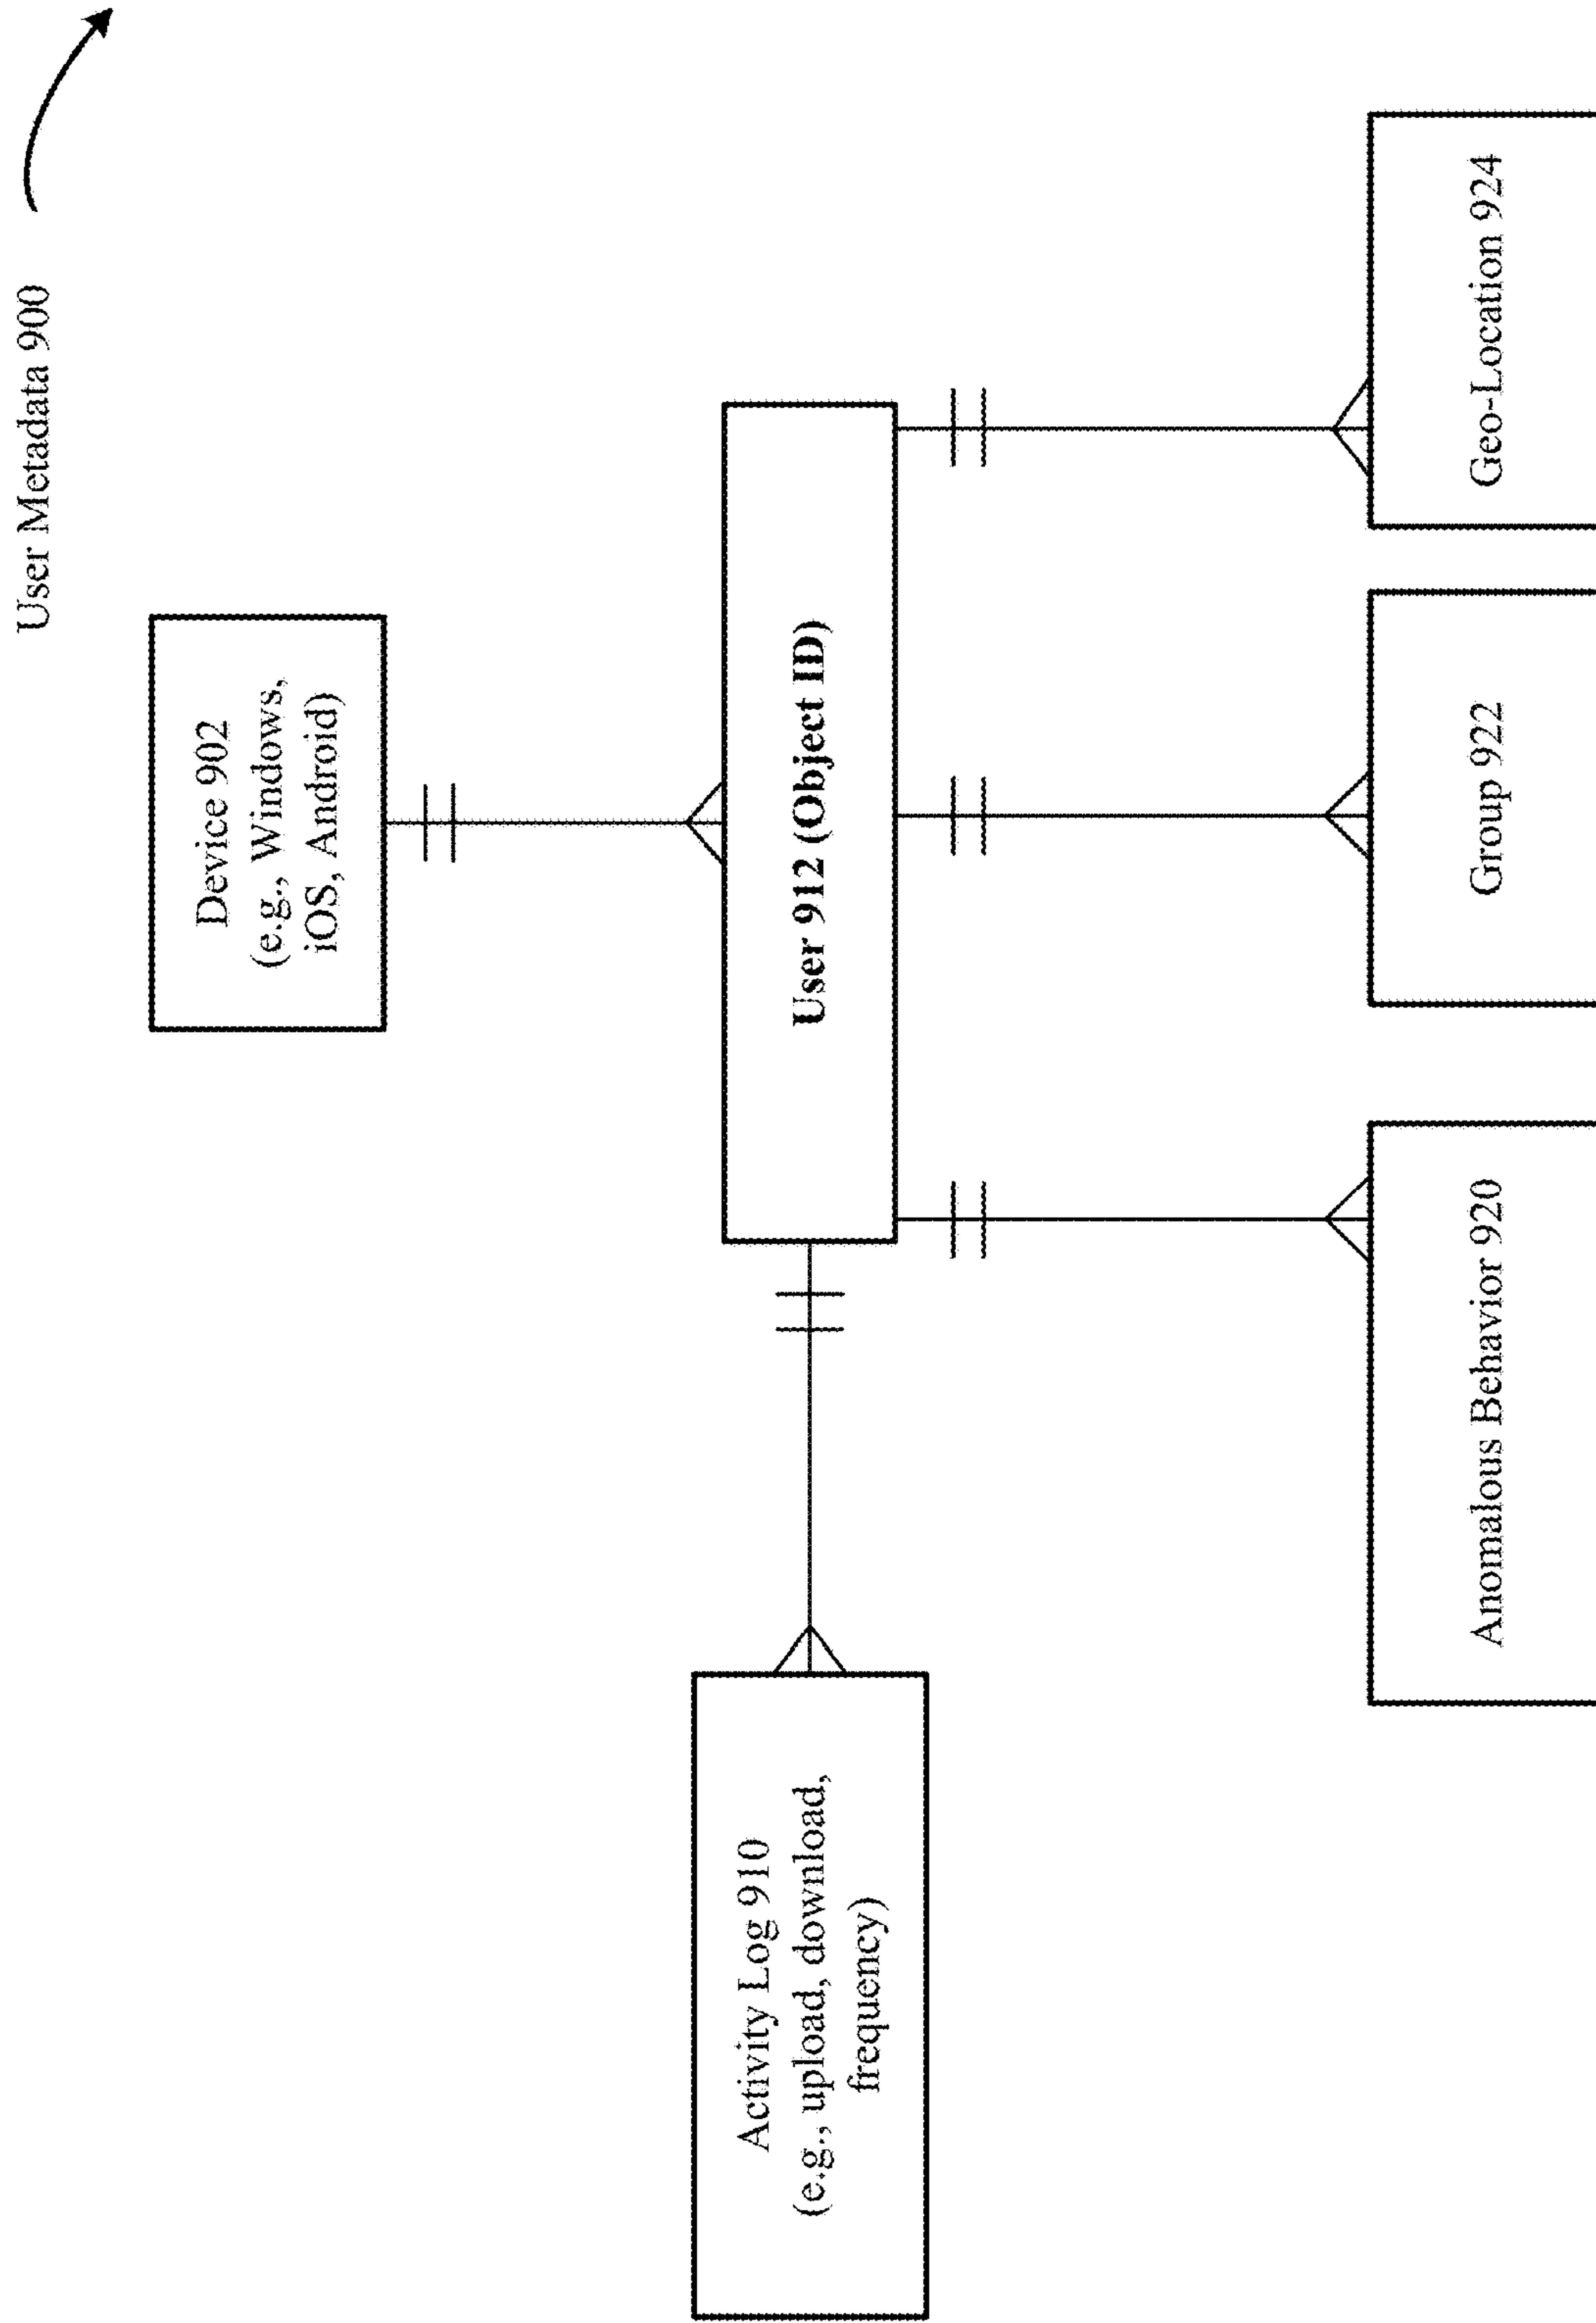 User Metadata 900
Device 902
(e.g., Windows,
iOS, Android)
Activity Log 910
(e.g., upload, download,
frequency)
User 912 (Object ID)
Anomalous Behavior 920
Group 922
Geo-Location 924